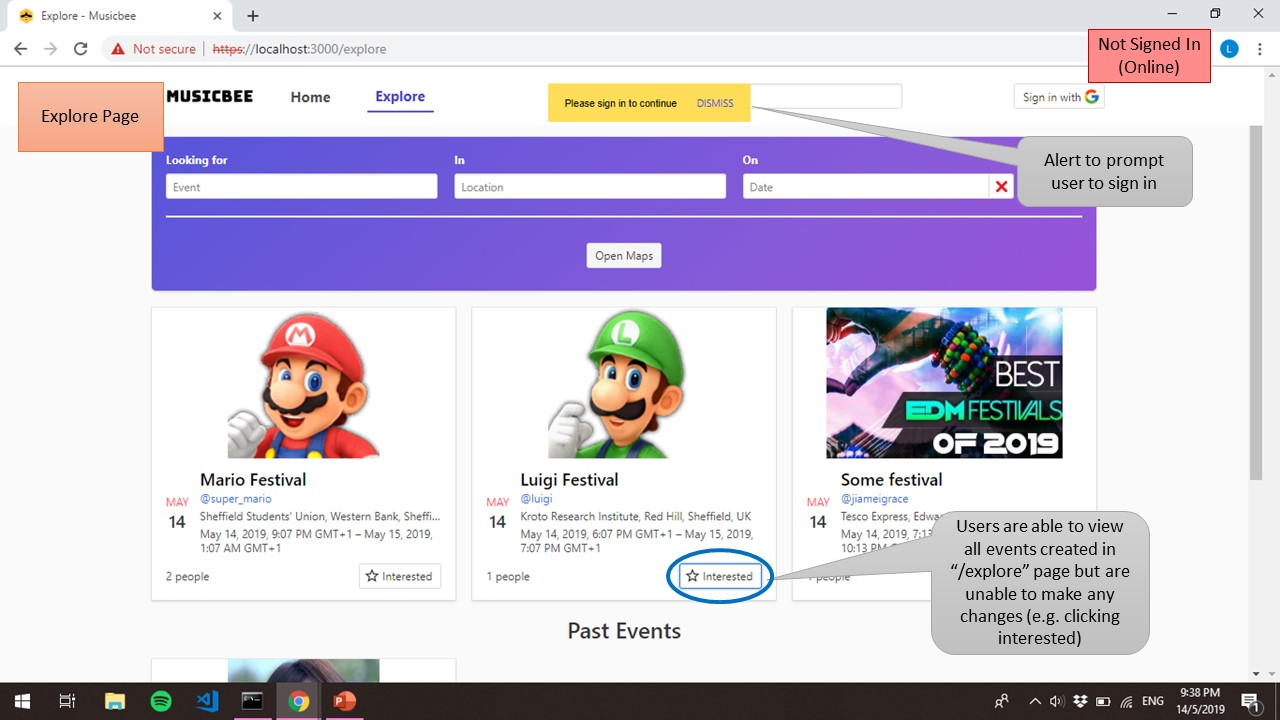 Explore - Musicbee
Not secure | https://localhost:3000/explore
L
Not Signed In
(Online)
Explore Page
MUSICBEE
Home
Explore
Please sign in to continue
DISMISS
Sign in with G
Alert to prompt
user to sign in
Looking for
In
On
Event
Location
Date
Open Maps
M
L
BEST
EDM FESTIVALS
OF 2019
Mario Festival
@super_mario
MAY
14
Sheffield Students' Union, Western Bank, Sheffi...
May 14, 2019, 9:07 PM GMT+1 – May 15, 2019,
1:07 AM GMT+1
2 people
Interested
Luigi Festival
@luigi
MAY
14
Kroto Research Institute, Red Hill, Sheffield, UK
May 14, 2019, 6:07 PM GMT+1 – May 15, 2019,
7:07 PM GMT+1
1 people
Interested
Some festival
@jiameigrace
MAY
14
Tesco Express,
May 14, 2019,
10:13 PM
people
Users are able to view
all events created in
“/explore” page but are
unable to make any
changes (e.g. clicking
interested)
Past Events
ENG
9:38 PM
14/5/2019
1